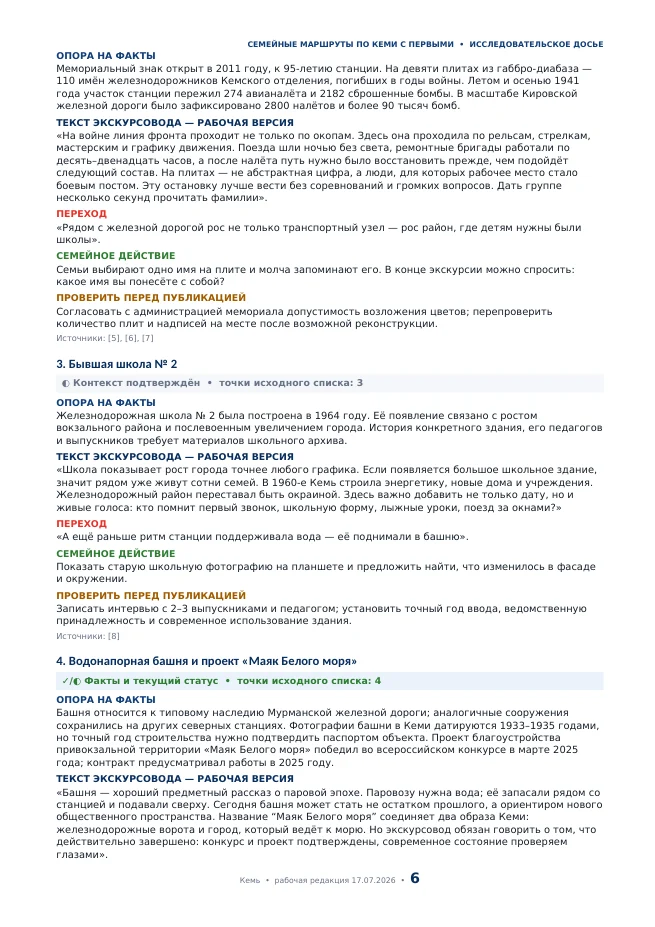 СЕМЕЙНЫЕ МАРШРУТЫ ПО КЕМИ С ПЕРВЫМИ • ИССЛЕДОВАТЕЛЬСКОЕ ДОСЬЕ
ОПОРА НА ФАКТЫ
Мемориальный знак открыт в 2011 году, к 95-летию станции. На девяти плитах из габбро-диабаза —
110 имён железнодорожников Кемского отделения, погибших в годы войны. Летом и осенью 1941
года участок станции пережил 274 авианалёта и 2182 сброшенные бомбы. В масштабе Кировской
железной дороги было зафиксировано 2800 налётов и более 90 тысяч бомб.
ТЕКСТ ЭКСКУРСОВОДА — РАБОЧАЯ ВЕРСИЯ
«На войне линия фронта проходит не только по окопам. Здесь она проходила по рельсам, стрелкам,
мастерским и графику движения. Поезда шли ночью без света, ремонтные бригады работали по
десять–двенадцать часов, а после налёта путь нужно было восстановить прежде, чем подойдёт
следующий состав. На плитах — не абстрактная цифра, а люди, для которых рабочее место стало
боевым постом. Эту остановку лучше вести без соревнований и громких вопросов. Дать группе
несколько секунд прочитать фамилии».
ПЕРЕХОД
«Рядом с железной дорогой рос не только транспортный узел — рос район, где детям нужны были
школы».
СЕМЕЙНОЕ ДЕЙСТВИЕ
Семьи выбирают одно имя на плите и молча запоминают его. В конце экскурсии можно спросить:
какое имя вы понесёте с собой?
ПРОВЕРИТЬ ПЕРЕД ПУБЛИКАЦИЕЙ
Согласовать с администрацией мемориала допустимость возложения цветов; перепроверить
количество плит и надписей на месте после возможной реконструкции.
Источники: [5], [6], [7]
3. Бывшая школа № 2
◐ Контекст подтверждён • точки исходного списка: 3
ОПОРА НА ФАКТЫ
Железнодорожная школа № 2 была построена в 1964 году. Её появление связано с ростом
вокзального района и послевоенным увеличением города. История конкретного здания, его педагогов
и выпускников требует материалов школьного архива.
ТЕКСТ ЭКСКУРСОВОДА — РАБОЧАЯ ВЕРСИЯ
«Школа показывает рост города точнее любого графика. Если появляется большое школьное здание,
значит рядом уже живут сотни семей. В 1960-е Кемь строила энергетику, новые дома и учреждения.
Железнодорожный район переставал быть окраиной. Здесь важно добавить не только дату, но и
живые голоса: кто помнит первый звонок, школьную форму, лыжные уроки, поезд за окнами?»
ПЕРЕХОД
«А ещё раньше ритм станции поддерживала вода — её поднимали в башню».
СЕМЕЙНОЕ ДЕЙСТВИЕ
Показать старую школьную фотографию на планшете и предложить найти, что изменилось в фасаде
и окружении.
ПРОВЕРИТЬ ПЕРЕД ПУБЛИКАЦИЕЙ
Записать интервью с 2–3 выпускниками и педагогом; установить точный год ввода, ведомственную
принадлежность и современное использование здания.
Источники: [8]
4. Водонапорная башня и проект «Маяк Белого моря»
✓/◐ Факты и текущий статус • точки исходного списка: 4
ОПОРА НА ФАКТЫ
Башня относится к типовому наследию Мурманской железной дороги; аналогичные сооружения
сохранились на других северных станциях. Фотографии башни в Кеми датируются 1933–1935 годами,
но точный год строительства нужно подтвердить паспортом объекта. Проект благоустройства
привокзальной территории «Маяк Белого моря» победил во всероссийском конкурсе в марте 2025
года; контракт предусматривал работы в 2025 году.
ТЕКСТ ЭКСКУРСОВОДА — РАБОЧАЯ ВЕРСИЯ
«Башня — хороший предметный рассказ о паровой эпохе. Паровозу нужна вода; её запасали рядом со
станцией и подавали сверху. Сегодня башня может стать не остатком прошлого, а ориентиром нового
общественного пространства. Название “Маяк Белого моря” соединяет два образа Кеми:
железнодорожные ворота и город, который ведёт к морю. Но экскурсовод обязан говорить о том, что
действительно завершено: конкурс и проект подтверждены, современное состояние проверяем
глазами».
Кемь • рабочая редакция 17.07.2026 • 6